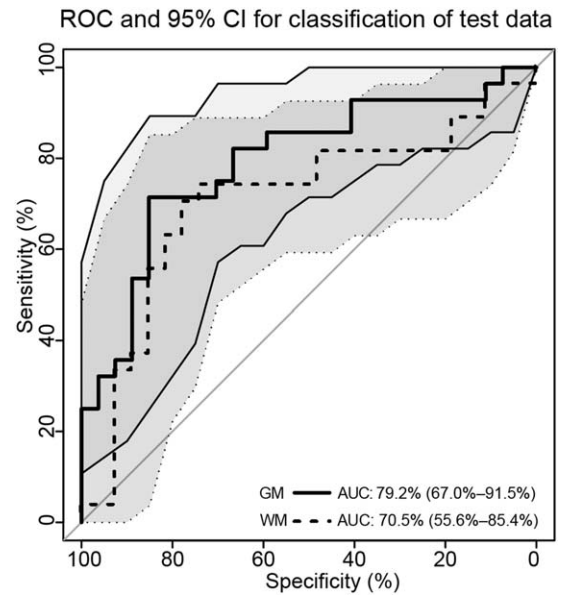 ROC and 95% CI for classification of test data
Sensitivity (%)
100
80
60
40
20
0
GM AUC: 79.2% (67.0%–91.5%)
WM AUC: 70.5% (55.6%–85.4%)
100 80 60 40 20 0
Specificity (%)